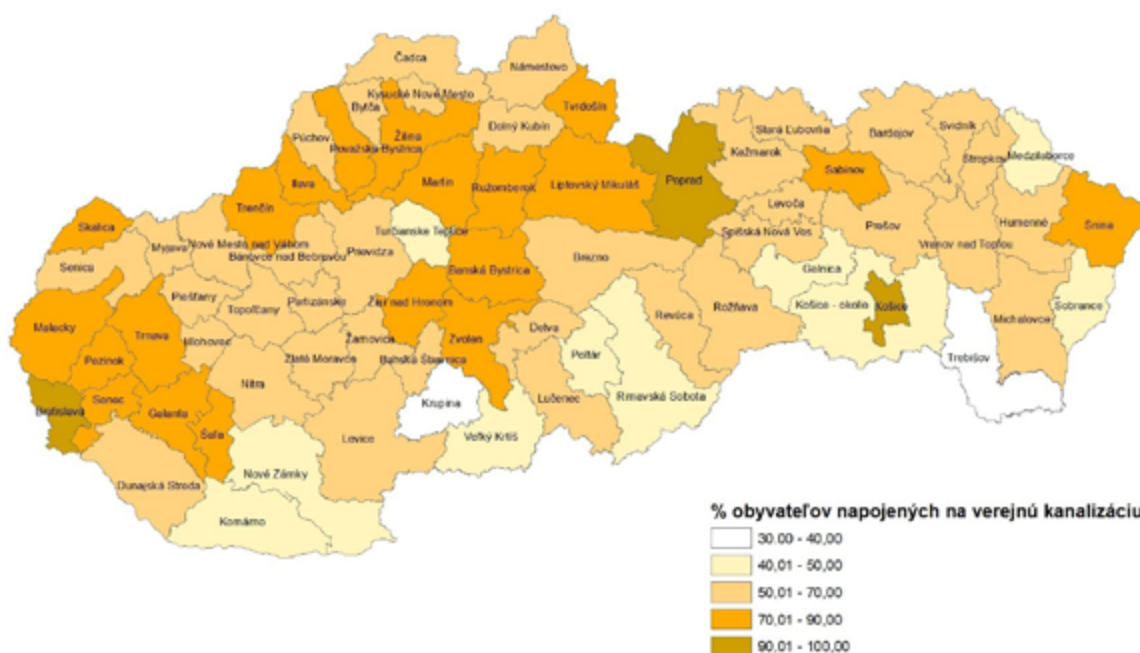 Čadca
Námestovo
Kysucké Nové Mesto
Bytča
Tvrdošín
Dolný Kubín
Púchov
Žilina
Považská Bystrica
Stará Ľubovňa
Bardejov
Svidník
Stropkov
Medzilaborce
Kežmarok
Ilava
Martin
Ružomberok
Liptovský Mikuláš
Poprad
Sabinov
Trenčín
Levoča
Skalica
Turčianske Teplice
Prešov
Humenné
Snina
Myjava
Nové Mesto nad Váhom
Bánovce nad Bebravou
Prievidza
Spišská Nová Ves
Vranov nad Topľou
Senica
Banská Bystrica
Brezno
Gelnica
Piešťany
Topoľčany
Partizánske
Žiar nad Hronom
Košice - okolie
Košice
Sobrance
Rožňava
Malacky
Trnava
Zvolen
Detva
Revúca
Michalovce
Hlohovec
Žarnovica
Zlaté Moravce
Banská Štiavnica
Poltár
Trebišov
Pezinok
Nitra
Rimavská Sobota
Senec
Galanta
Krupina
Lučenec
Bratislava
Šaľa
Levice
Veľký Krtíš
Nové Zámky
Dunajská Streda
Komárno
% obyvateľov napojených na verejnú kanalizáciu
30.00 - 40,00
40,01 - 50,00
50,01 - 70,00
70,01 - 90,00
90,01 - 100,00